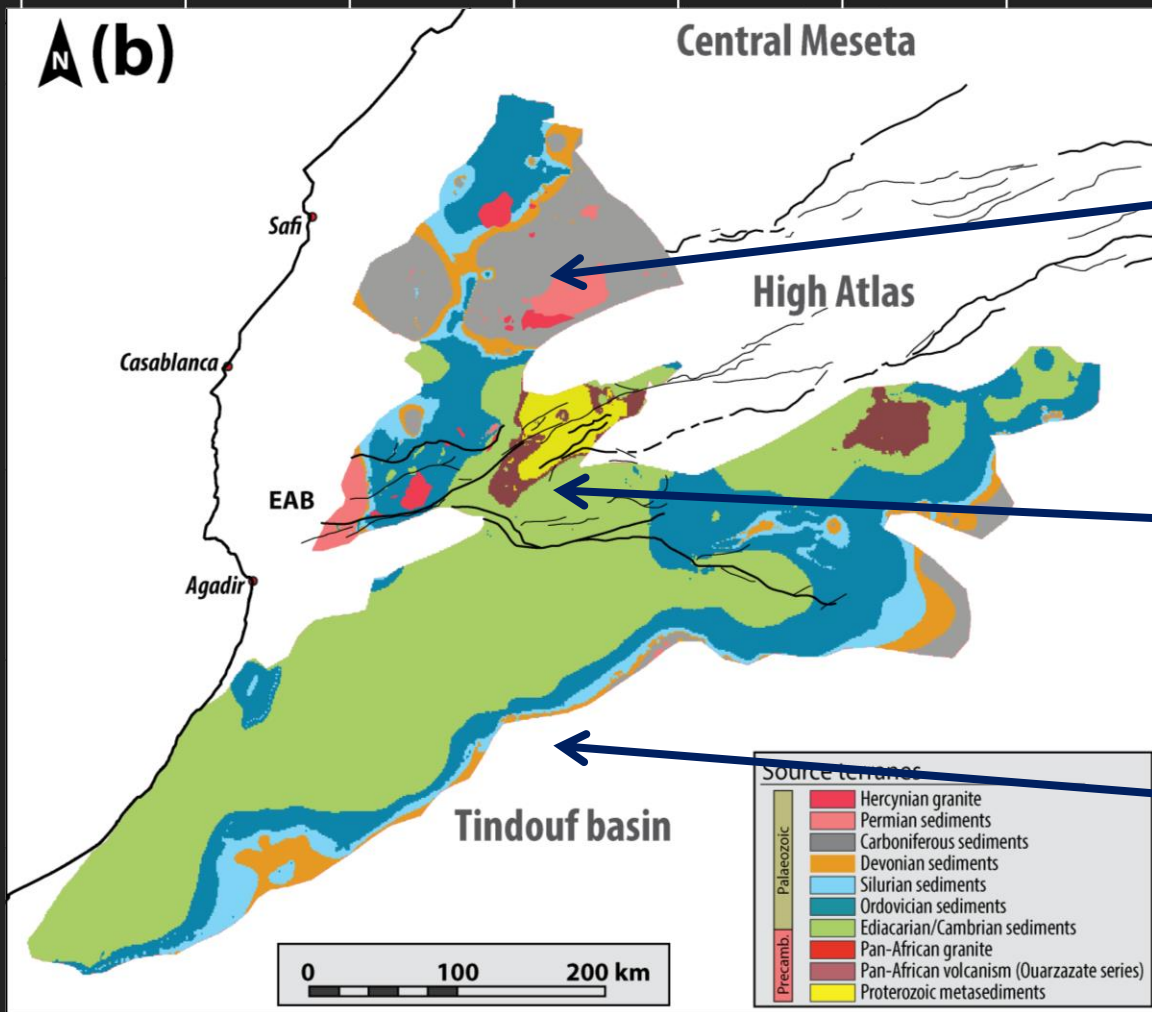 N
(b)
Central Meseta
Safi
High Atlas
Casablanca
EAB
Agadir
Tindouf basin
0 100 200 km
Source terranes
Palaeozoic
Hercynian granite
Permian sediments
Carboniferous sediments
Devonian sediments
Silurian sediments
Ordovician sediments
Ediacarian/Cambrian sediments
Precamb.
Pan-African granite
Pan-African volcanism (Ouarzazate series)
Proterozoic metasediments